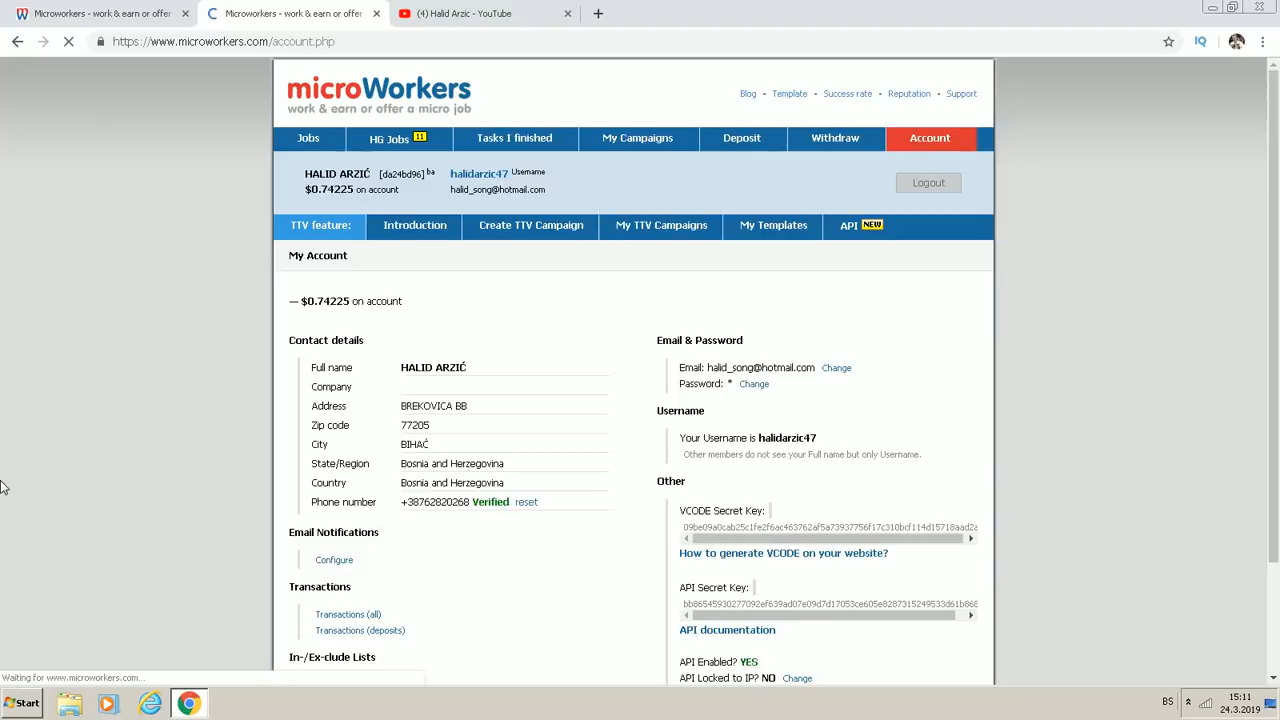 Microworkers - work & earn or offer
Microworkers - work & earn or offer
(4) Halid Arzic - YouTube
https://www.microworkers.com/account.php
microWorkers
work & earn or offer a micro job
Blog - Template - Success rate - Reputation - Support
Jobs HG Jobs 11 Tasks I finished My Campaigns Deposit Withdraw Account
HALID ARZIĆ [da24bd96] ba halidarzic47 Username
$0.74225 on account halid_song@hotmail.com
Logout
TTV feature: Introduction Create TTV Campaign My TTV Campaigns My Templates API NEW
My Account
— $0.74225 on account
Contact details
Full name HALID ARZIĆ
Company
Address BREKOVICA BB
Zip code 77205
City BIHAĆ
State/Region Bosnia and Herzegovina
Country Bosnia and Herzegovina
Phone number +38762820268 Verified reset
Email Notifications
Configure
Transactions
Transactions (all)
Transactions (deposits)
In-/Ex-clude Lists
Email & Password
Email: halid_song@hotmail.com Change
Password: * Change
Username
Your Username is halidarzic47
Other members do not see your Full name but only Username.
Other
VCODE Secret Key:
How to generate VCODE on your website?
API Secret Key:
API documentation
API Enabled? YES
API Locked to IP? NO Change
Waiting for www.microworkers.com...
Start
BS
15:11
24.3.2019